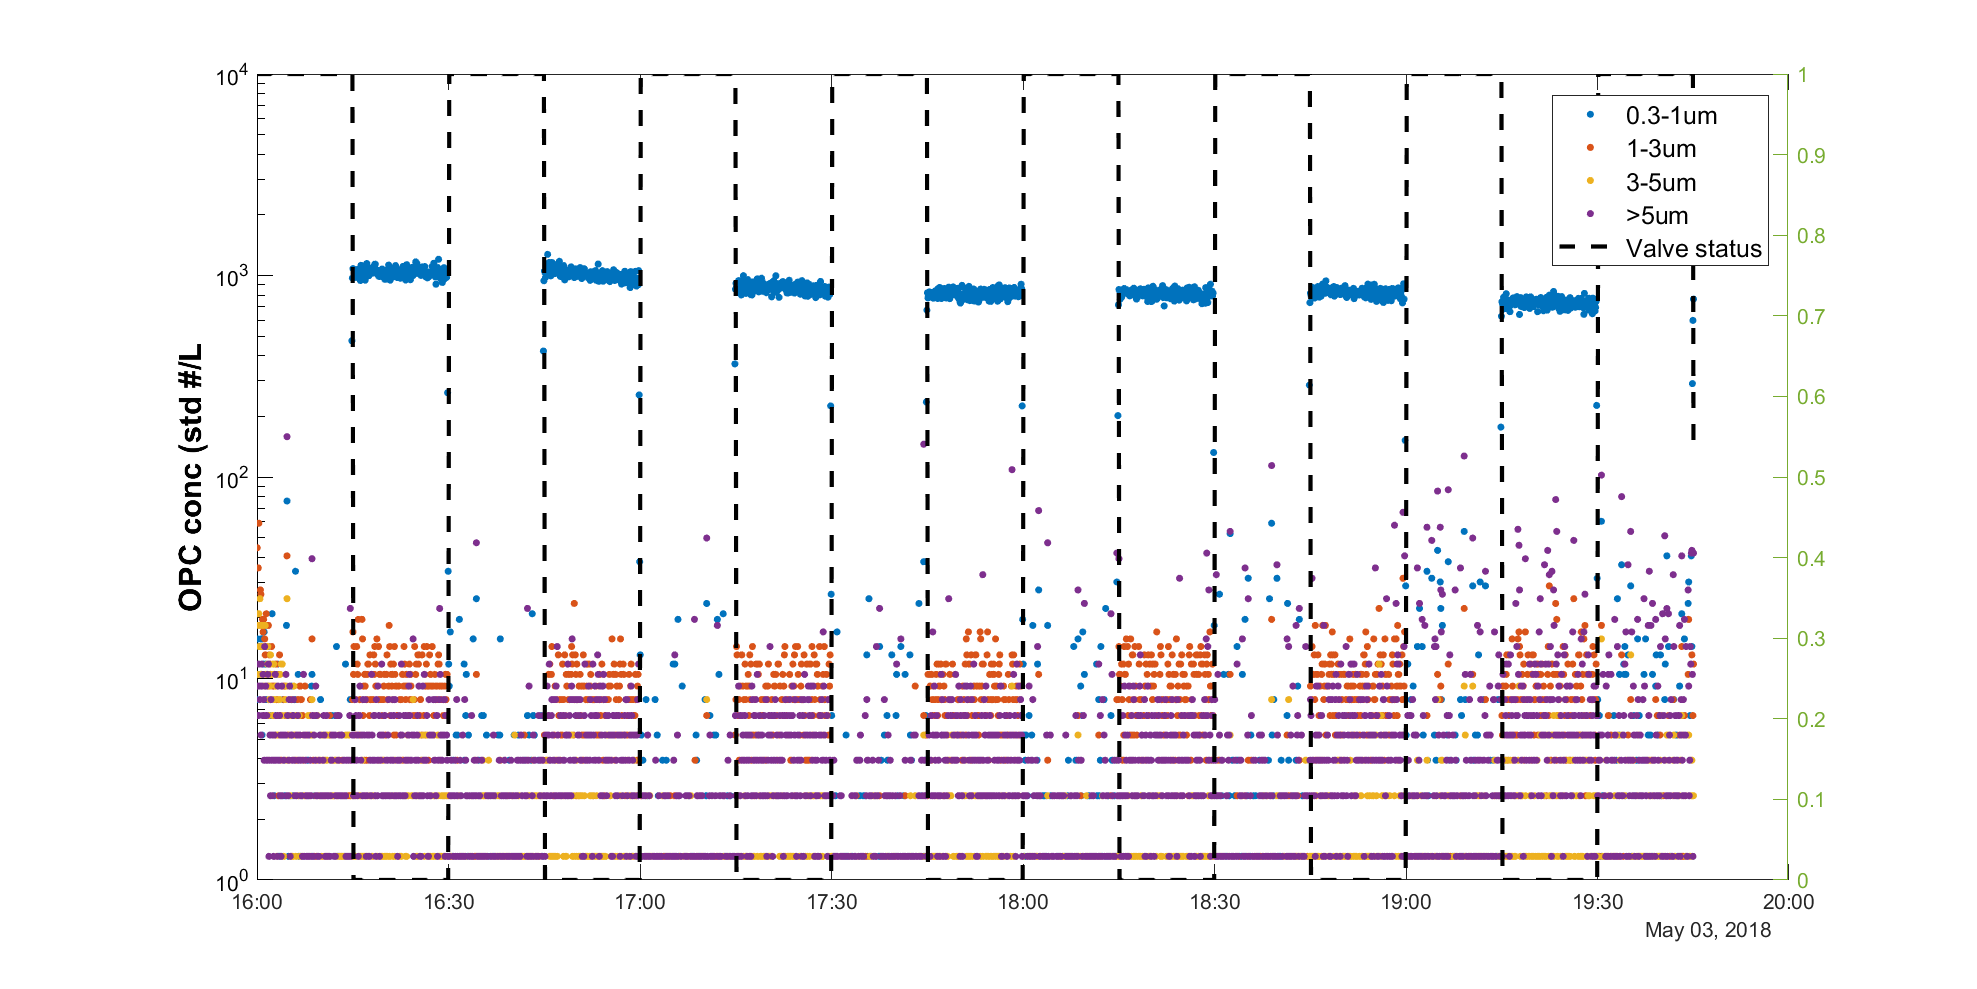 10^4
10^3
10^2
10^1
10^0
OPC conc (std #/L
1
0.9
0.8
0.7
0.6
0.5
0.4
0.3
0.2
0.1
0
0.3-1um
1-3um
3-5um
>5um
Valve status
16:00 16:30 17:00 17:30 18:00 18:30 19:00 19:30 20:00
May 03, 2018